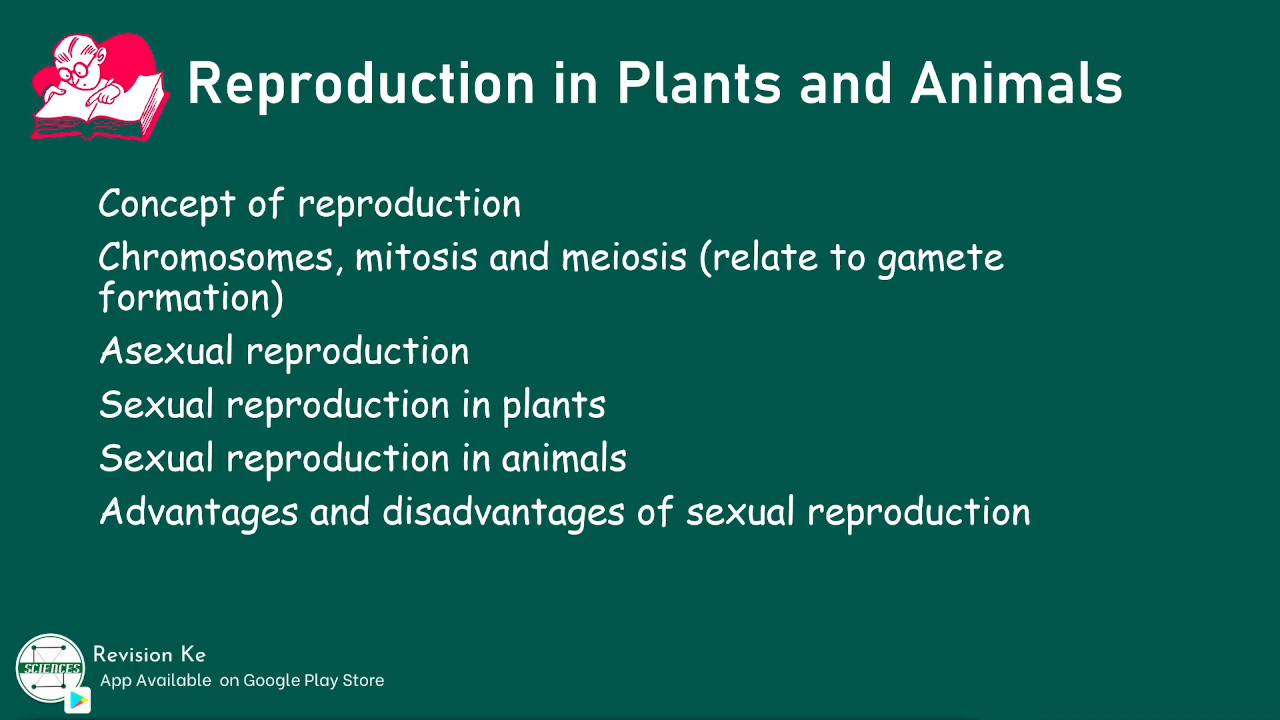 Reproduction in Plants and Animals
Concept of reproduction
Chromosomes, mitosis and meiosis (relate to gamete
formation)
Asexual reproduction
Sexual reproduction in plants
Sexual reproduction in animals
Advantages and disadvantages of sexual reproduction
SCIENCES
Revision Ke
App Available on Google Play Store